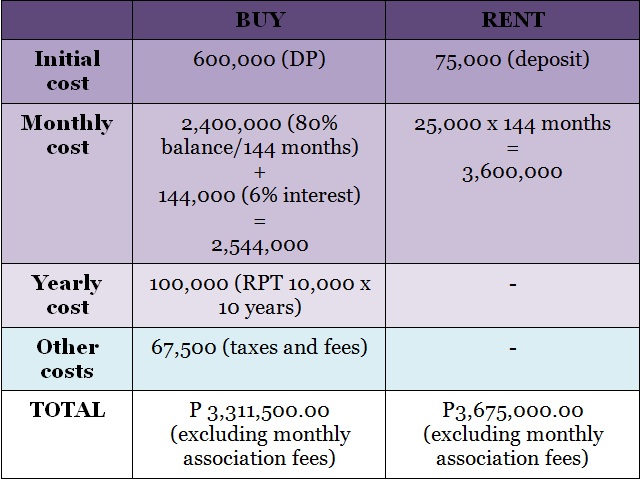 BUY RENT
Initial
cost
600,000 (DP) 75,000 (deposit)
Monthly
cost
2,400,000 (80%
balance/144 months)
+
144,000 (6% interest)
=
2,544,000
25,000 x 144 months
=
3,600,000
Yearly
cost
100,000 (RPT 10,000 x
10 years)
-
Other
costs
67,500 (taxes and fees)
-
TOTAL
P 3,311,500.00
(excluding monthly
association fees)
P3,675,000.00
(excluding monthly
association fees)